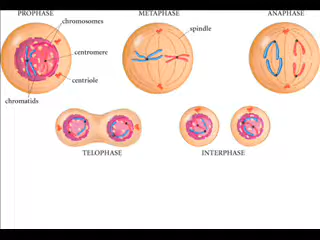 PROPHASE
METAPHASE
ANAPHASE
chromosomes
spindle
centromere
centriole
chromatids
TELOPHASE
INTERPHASE